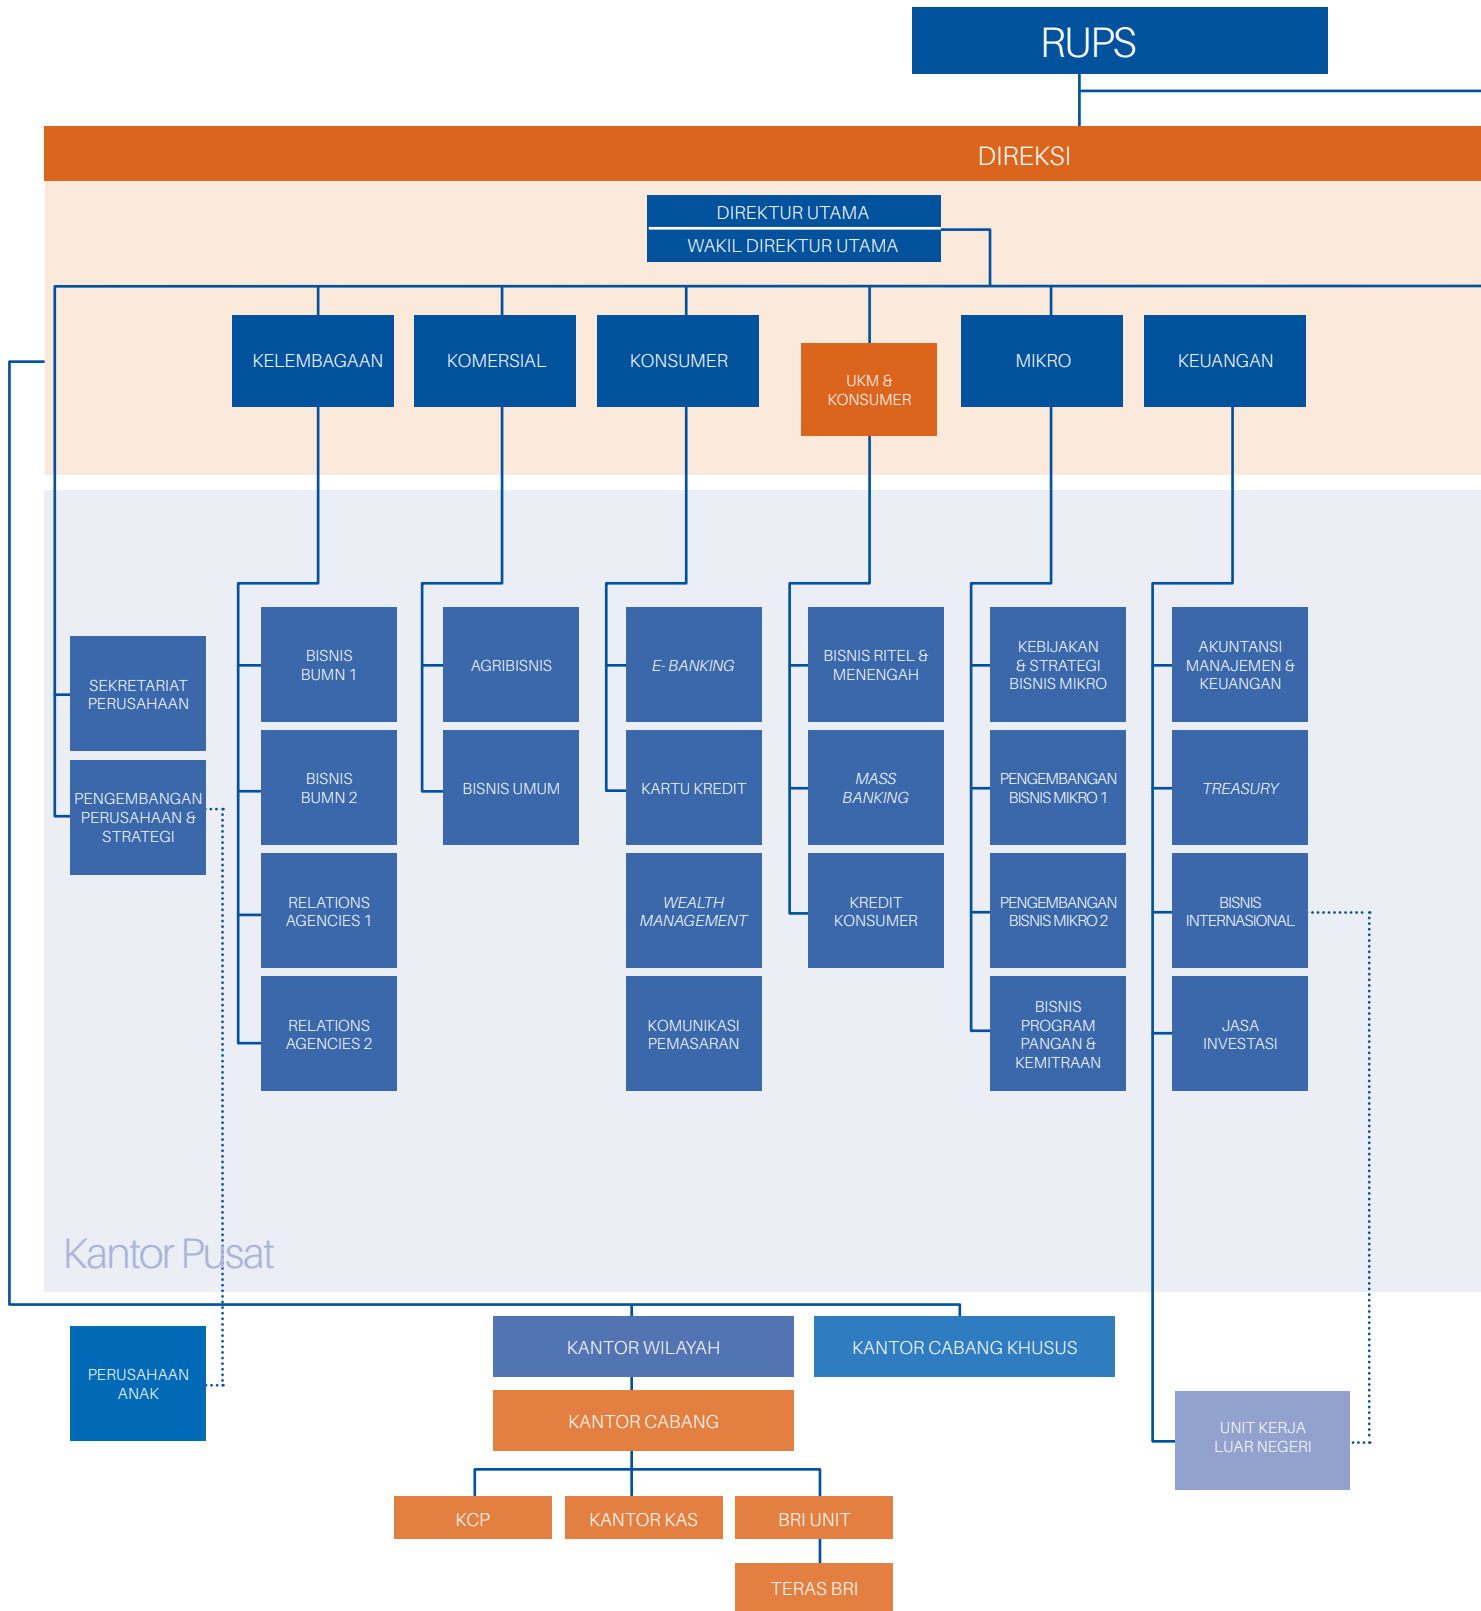 RUPS
DIREKSI
DIREKTUR UTAMA
WAKIL DIREKTUR UTAMA
KELEMBAGAAN
KOMERSIAL
KONSUMER
UKM &
KONSUMER
MIKRO
KEUANGAN
SEKRETARIAT
PERUSAHAAN
PENGEMBANGAN
PERUSAHAAN &
STRATEGI
BISNIS
BUMN 1
BISNIS
BUMN 2
RELATIONS
AGENCIES 1
RELATIONS
AGENCIES 2
AGRIBISNIS
BISNIS UMUM
E- BANKING
KARTU KREDIT
WEALTH
MANAGEMENT
KOMUNIKASI
PEMASARAN
BISNIS RITEL &
MENENGAH
MASS
BANKING
KREDIT
KONSUMER
KEBIJAKAN
& STRATEGI
BISNIS MIKRO
PENGEMBANGAN
BISNIS MIKRO 1
PENGEMBANGAN
BISNIS MIKRO 2
BISNIS
PROGRAM
PANGAN &
KEMITRAAN
AKUNTANSI
MANAJEMEN &
KEUANGAN
TREASURY
BISNIS
INTERNASIONAL
JASA
INVESTASI
Kantor Pusat
PERUSAHAAN
ANAK
KANTOR WILAYAH
KANTOR CABANG KHUSUS
KANTOR CABANG
KCP
KANTOR KAS
BRI UNIT
TERAS BRI
UNIT KERJA
LUAR NEGERI